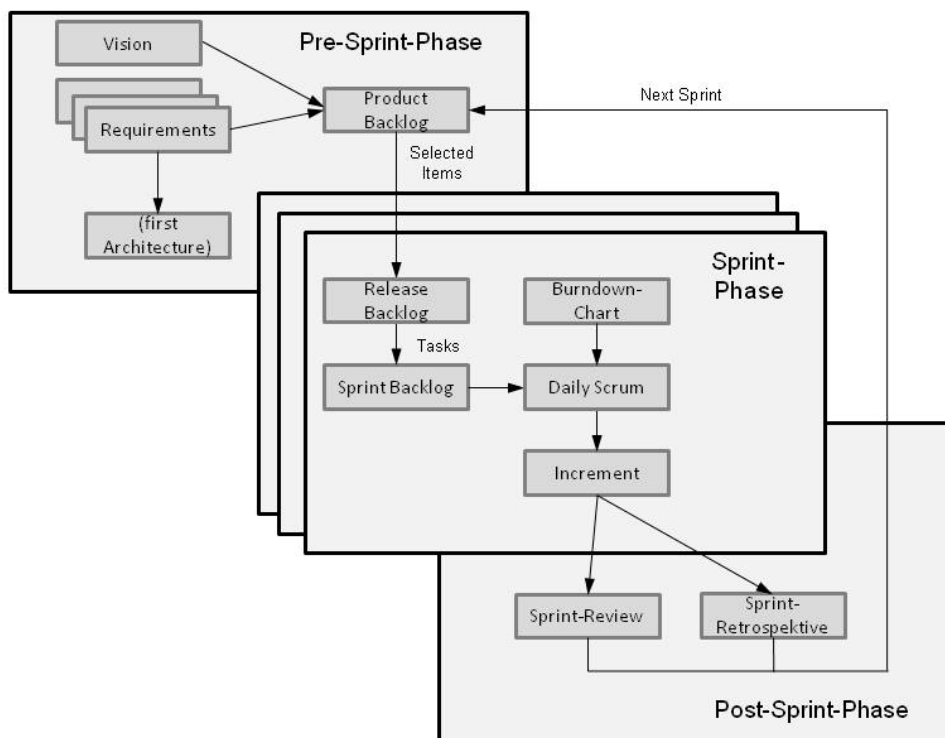 Pre-Sprint-Phase
Vision
Product
Backlog
Next Sprint
Requirements
Selected
Items
(first
Architecture)
Sprint-
Phase
Release
Backlog
Burndown-
Chart
Tasks
Sprint Backlog
Daily Scrum
Increment
Sprint-Review
Sprint-
Retrospektive
Post-Sprint-Phase